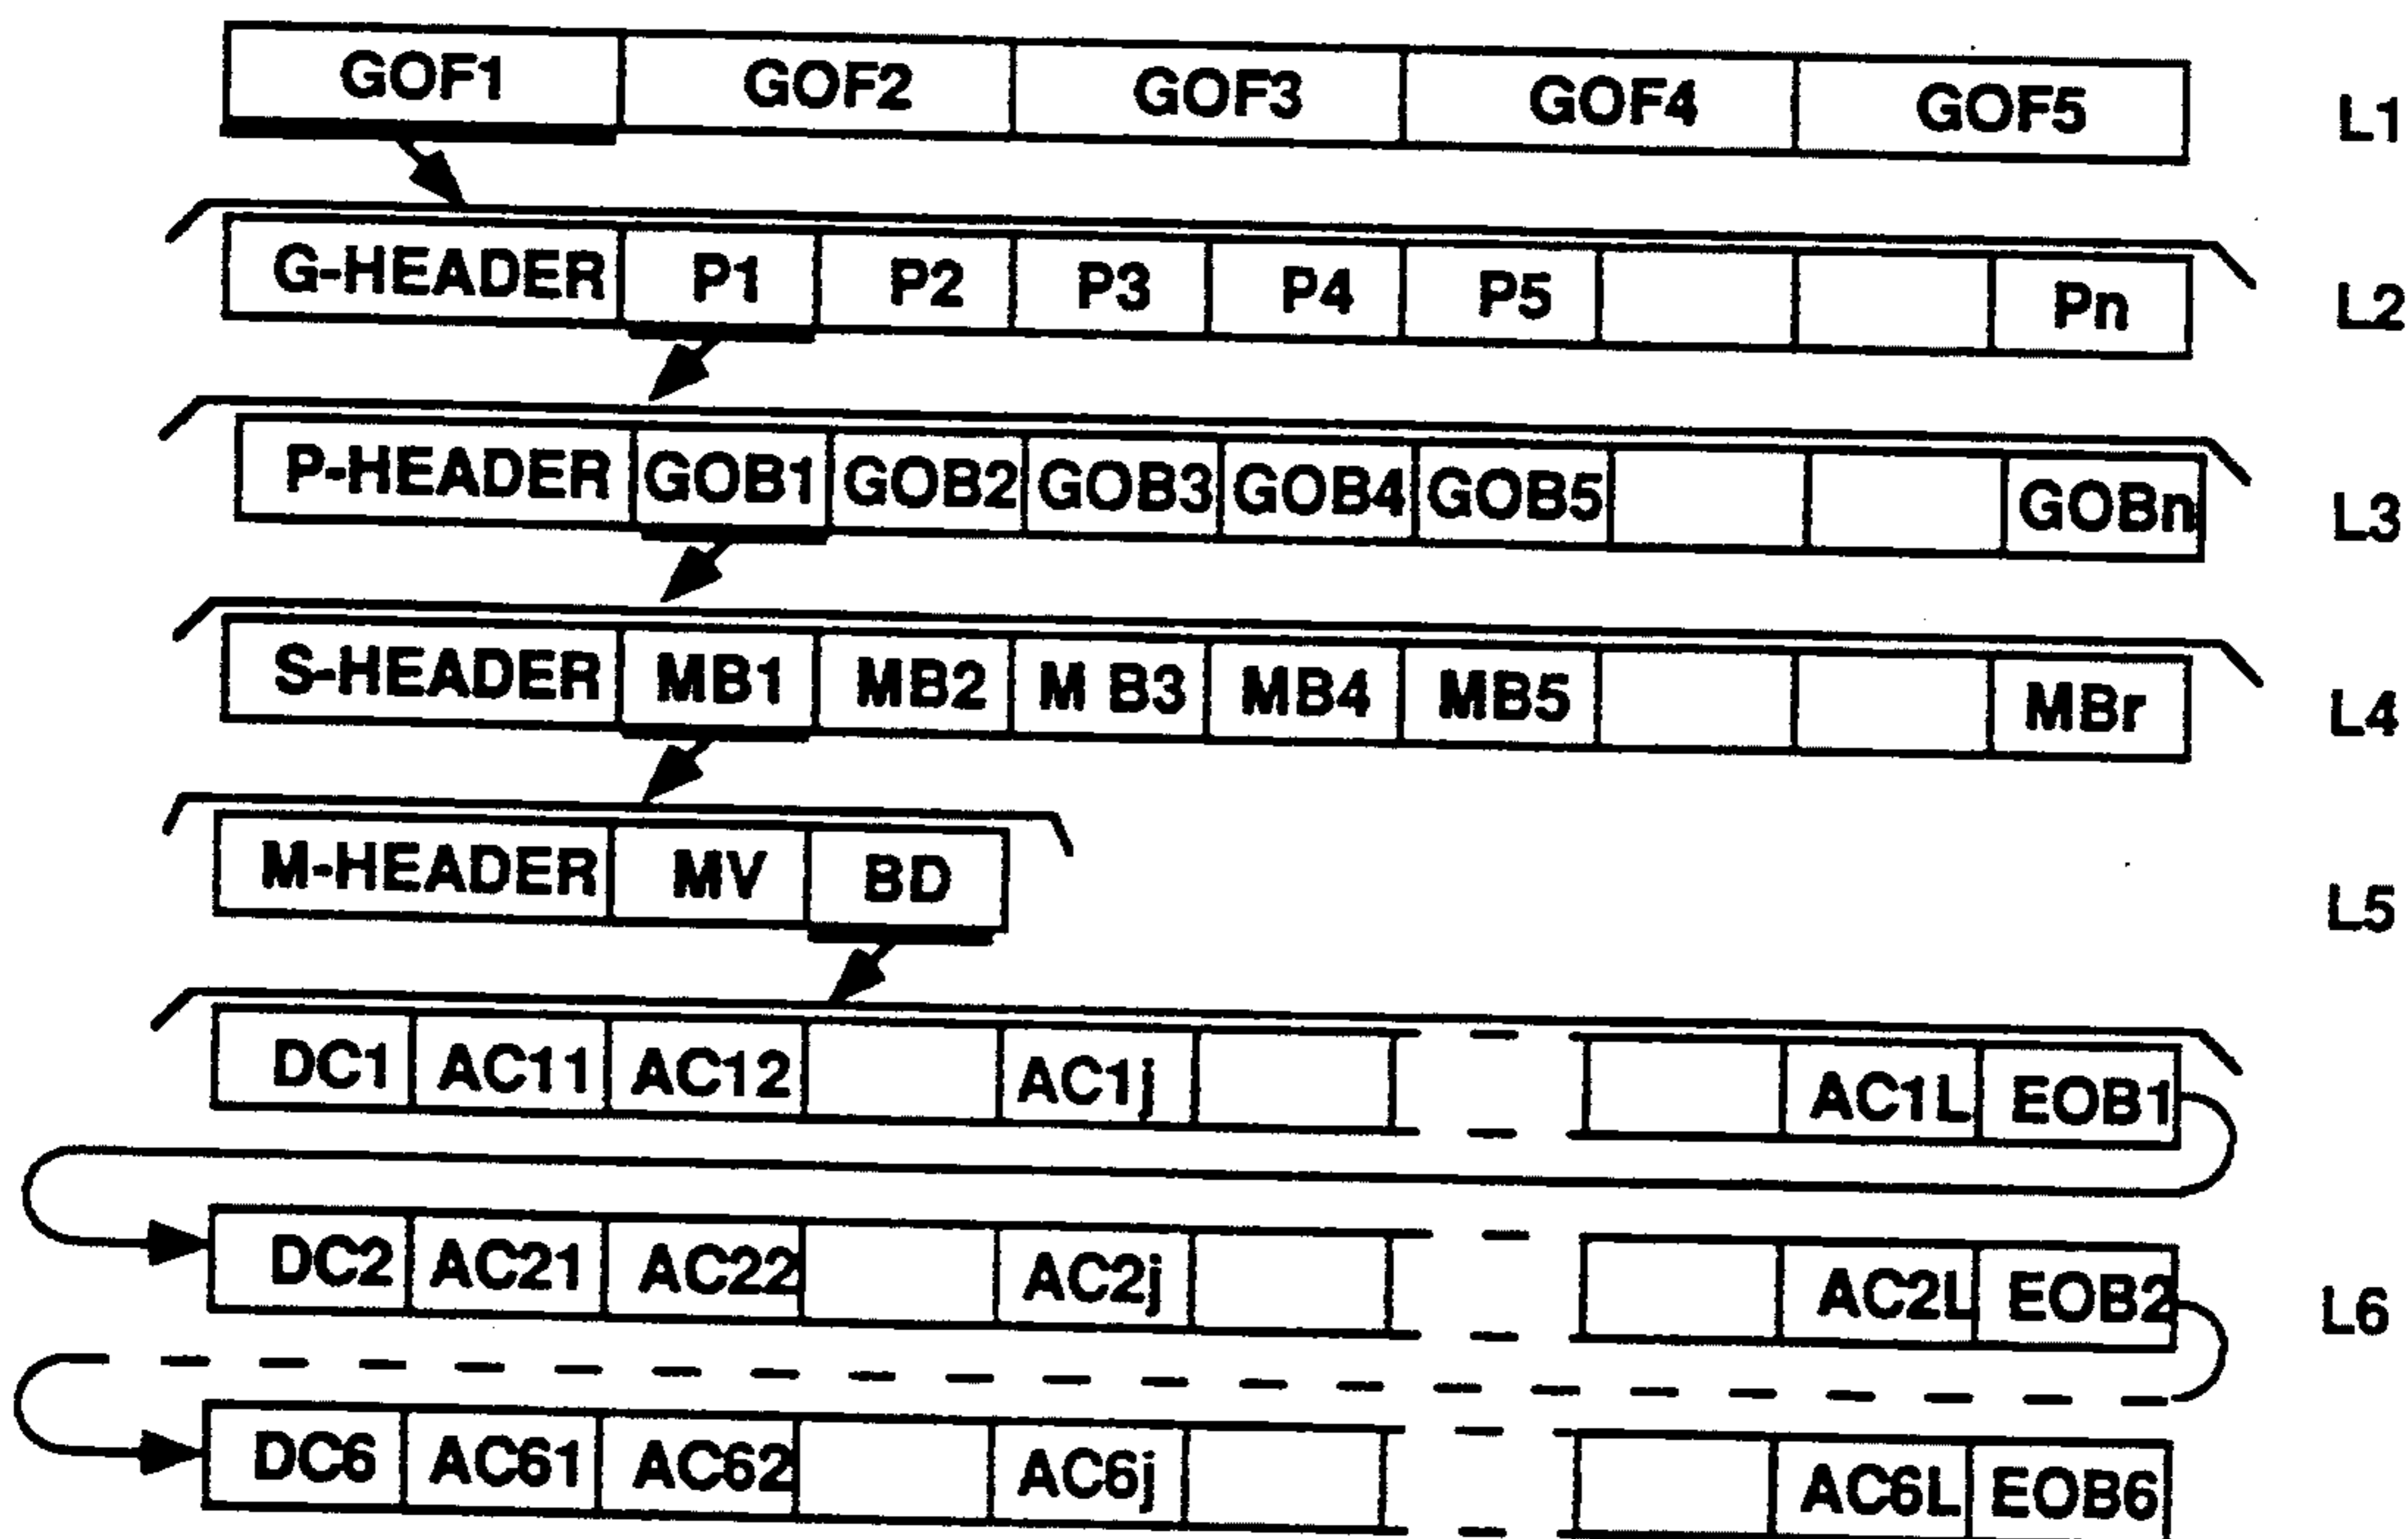 GOF1 GOF2 GOF3 GOF4 GOF5 L1
G-HEADER P1 P2 P3 P4 P5 Pn L2
P-HEADER GOB1 GOB2 GOB3 GOB4 GOB5 GOBn L3
S-HEADER MB1 MB2 M B3 MB4 MB5 MBr L4
M-HEADER MV BD L5
DC1 AC11 AC12 AC1j AC1L EOB1
DC2 AC21 AC22 AC2j AC2L EOB2 L6
DC6 AC61 AC62 AC6j AC6L EOB6